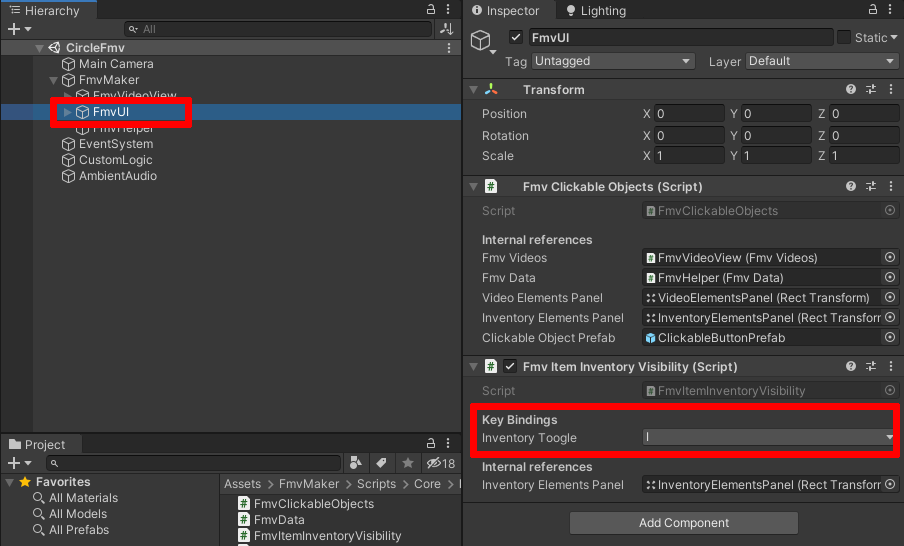 Hierarchy
All
CircleFmv
Main Camera
FmvMaker
FmvVideoView
FmvUI
FmvHelper
EventSystem
CustomLogic
AmbientAudio
Project
18
Favorites
All Materials
All Models
All Prefabs
Assets > FmvMaker > Scripts > Core >
FmvClickableObjects
FmvData
FmvItemInventoryVisibility
Inspector Lighting
FmvUI Static
Tag Untagged Layer Default
Transform
Position X 0 Y 0 Z 0
Rotation X 0 Y 0 Z 0
Scale X 1 Y 1 Z 1
# Fmv Clickable Objects (Script)
Script # FmvClickableObjects
Internal references
Fmv Videos # FmvVideoView (Fmv Videos)
Fmv Data # FmvHelper (Fmv Data)
Video Elements Panel VideoElementsPanel (Rect Transform)
Inventory Elements Panel InventoryElementsPanel (Rect Transforr
Clickable Object Prefab ClickableButtonPrefab
# Fmv Item Inventory Visibility (Script)
Script # FmvItemInventoryVisibility
Key Bindings
Inventory Toogle I
Internal references
Inventory Elements Panel InventoryElementsPanel (Rect Transforr
Add Component